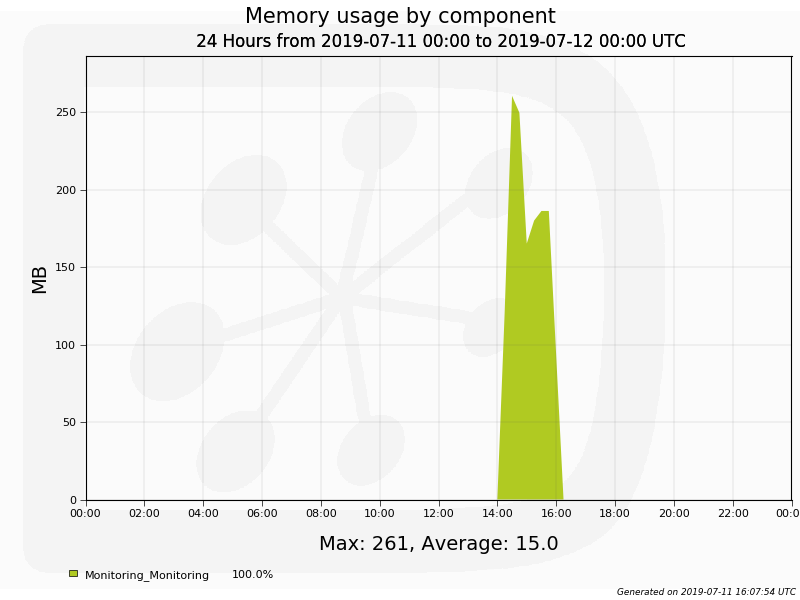 Memory usage by component
24 Hours from 2019-07-11 00:00 to 2019-07-12 00:00 UTC
MB
250
200
150
100
50
0
00:00 02:00 04:00 06:00 08:00 10:00 12:00 14:00 16:00 18:00 20:00 22:00 00:0
Max: 261, Average: 15.0
Monitoring_Monitoring 100.0%
Generated on 2019-07-11 16:07:54 UTC